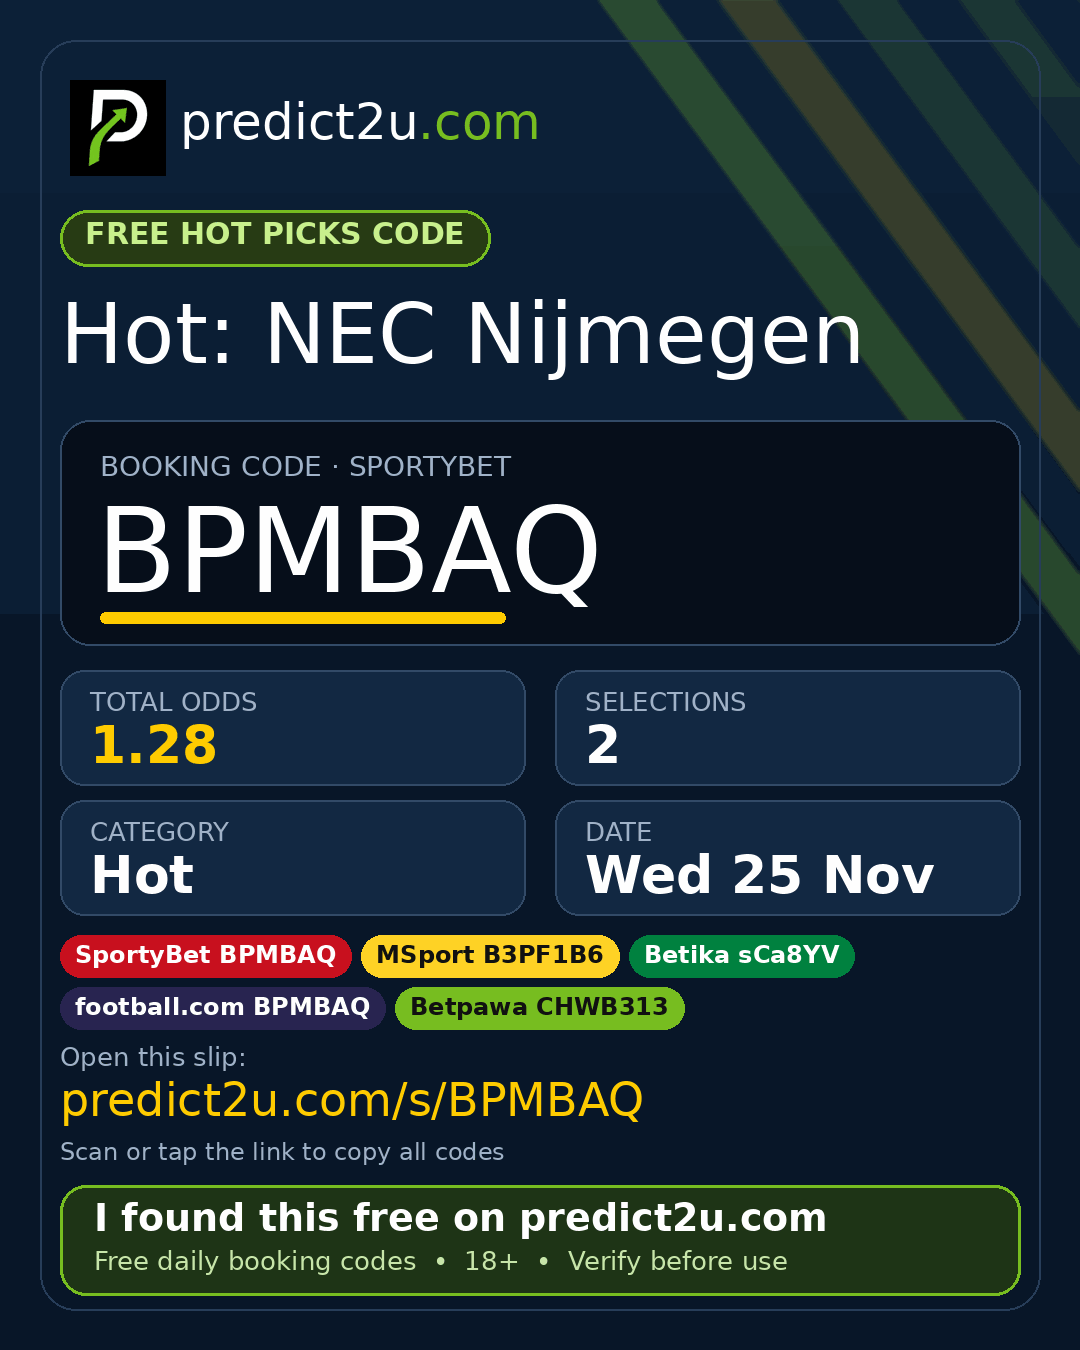 predict2u.com
FREE HOT PICKS CODE
Hot: NEC Nijmegen
BOOKING CODE · SPORTYBET
BPMBAQ
TOTAL ODDS
1.28
SELECTIONS
2
CATEGORY
Hot
DATE
Wed 25 Nov
SportyBet BPMBAQ MSport B3PF1B6 Betika sCa8YV
football.com BPMBAQ Betpawa CHWB313
Open this slip:
predict2u.com/s/BPMBAQ
Scan or tap the link to copy all codes
I found this free on predict2u.com
Free daily booking codes • 18+ • Verify before use